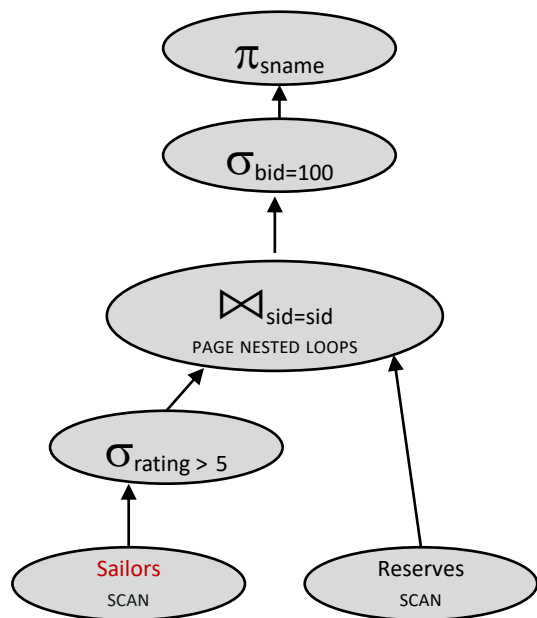 πsname
σbid=100
⋈sid=sid
PAGE NESTED LOOPS
σrating > 5
Sailors
SCAN
Reserves
SCAN